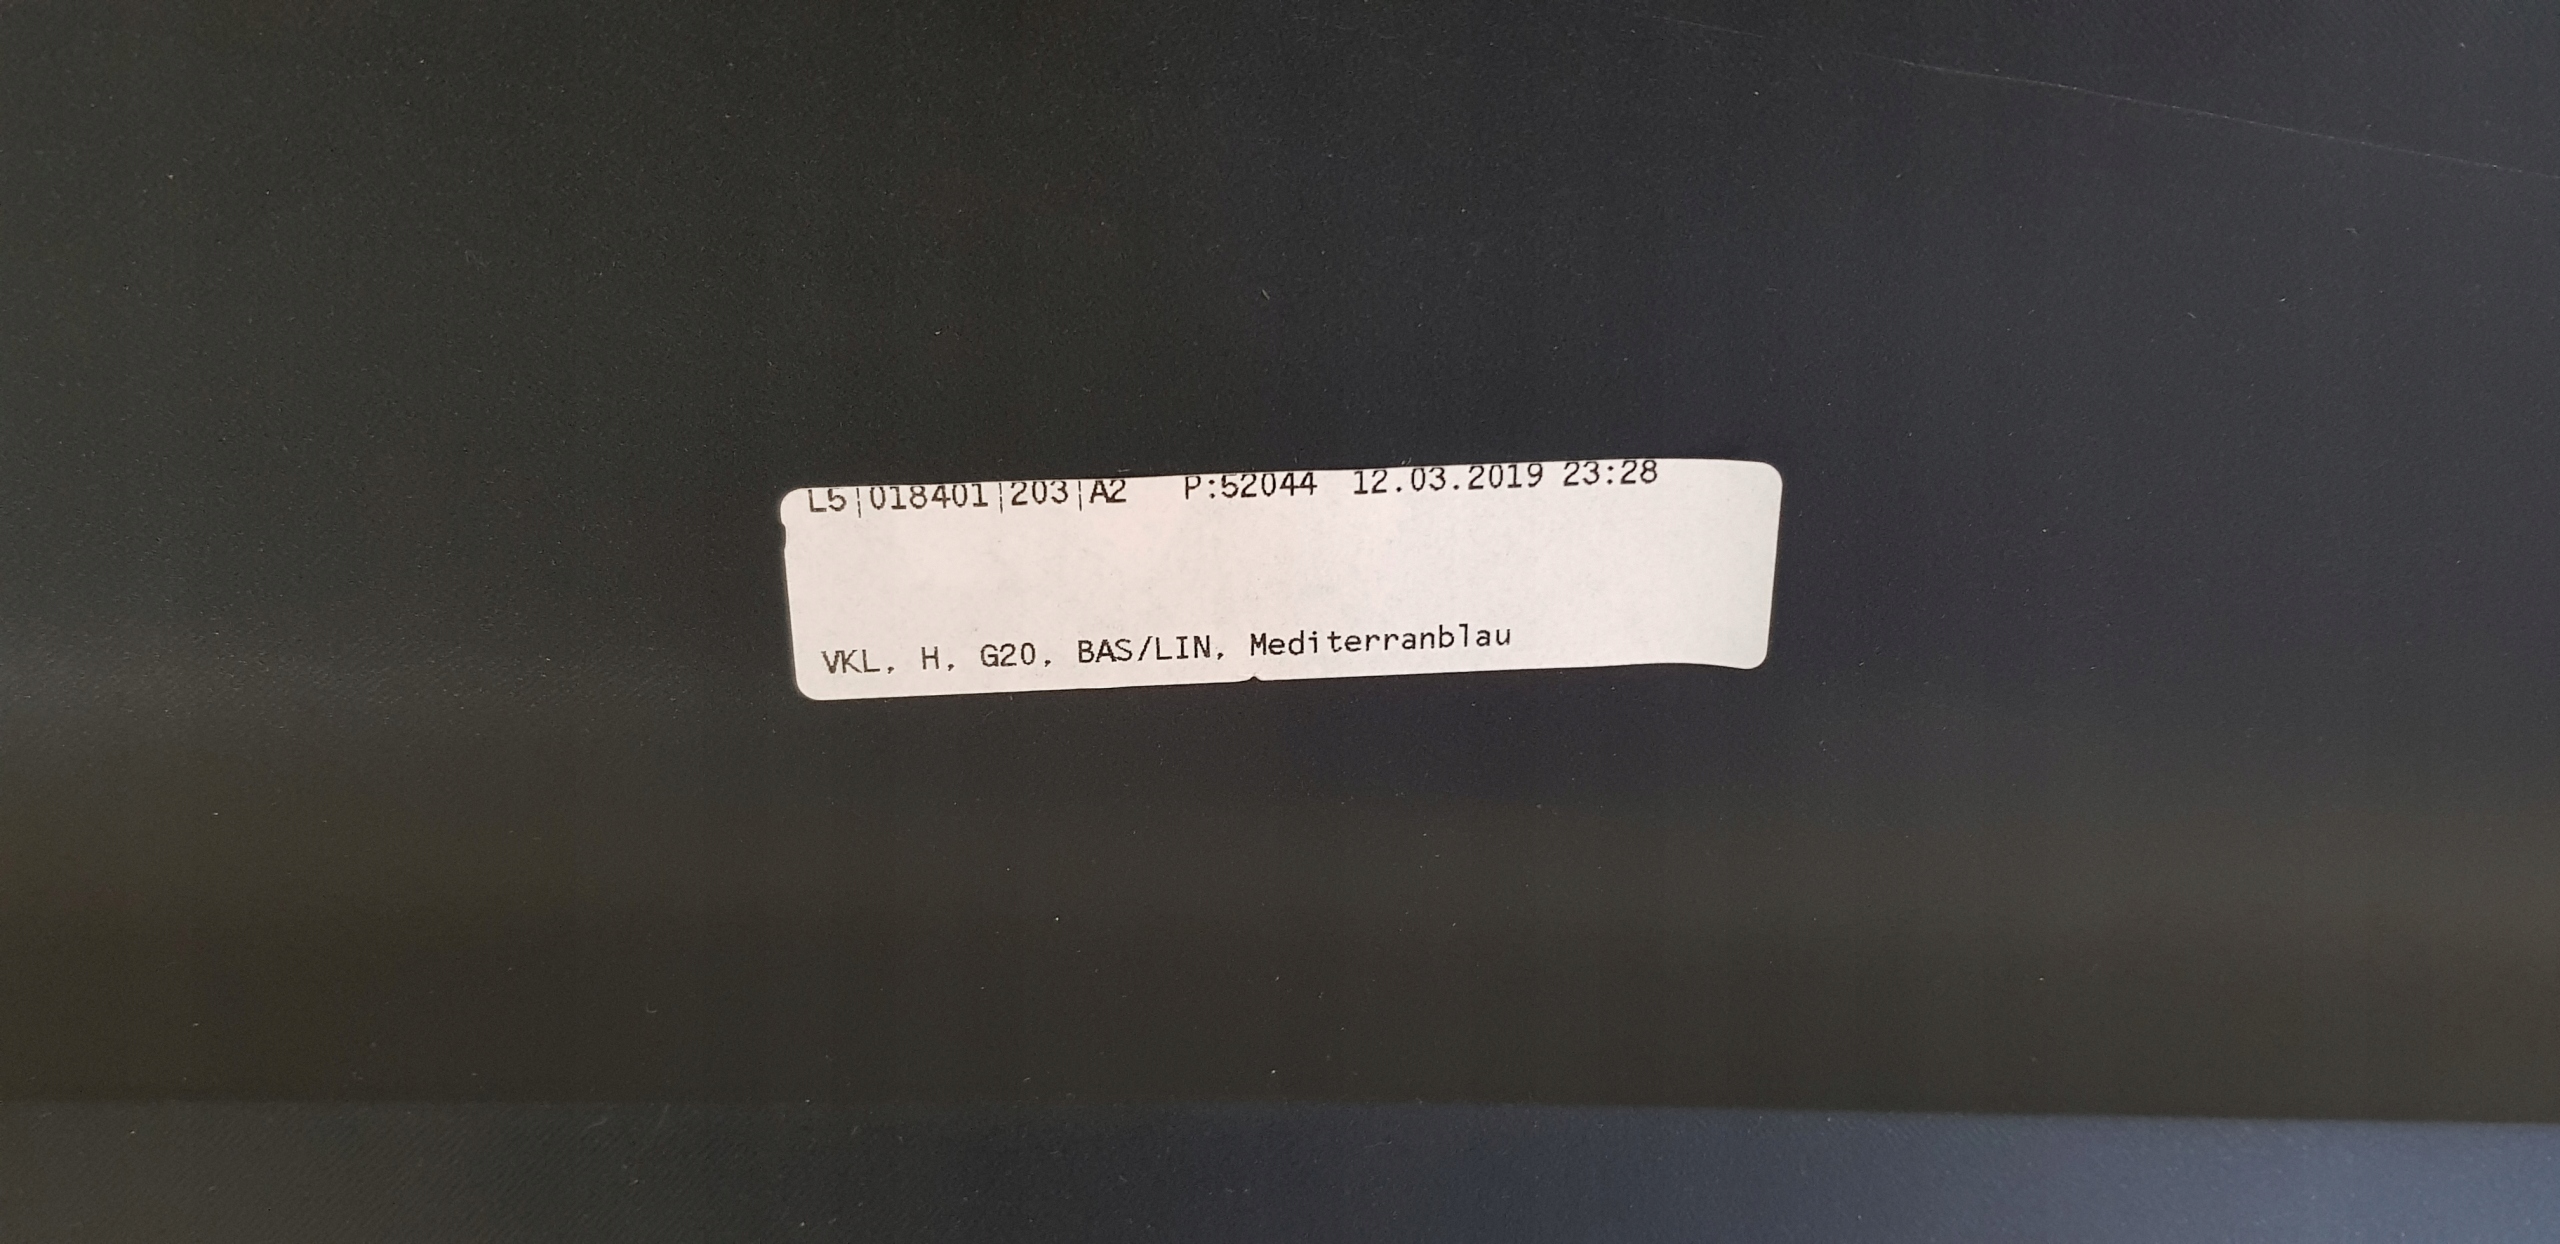 L5|018401|203|A2 P:52044 12.03.2019 23:28
VKL, H, G20, BAS/LIN, Mediterranblau